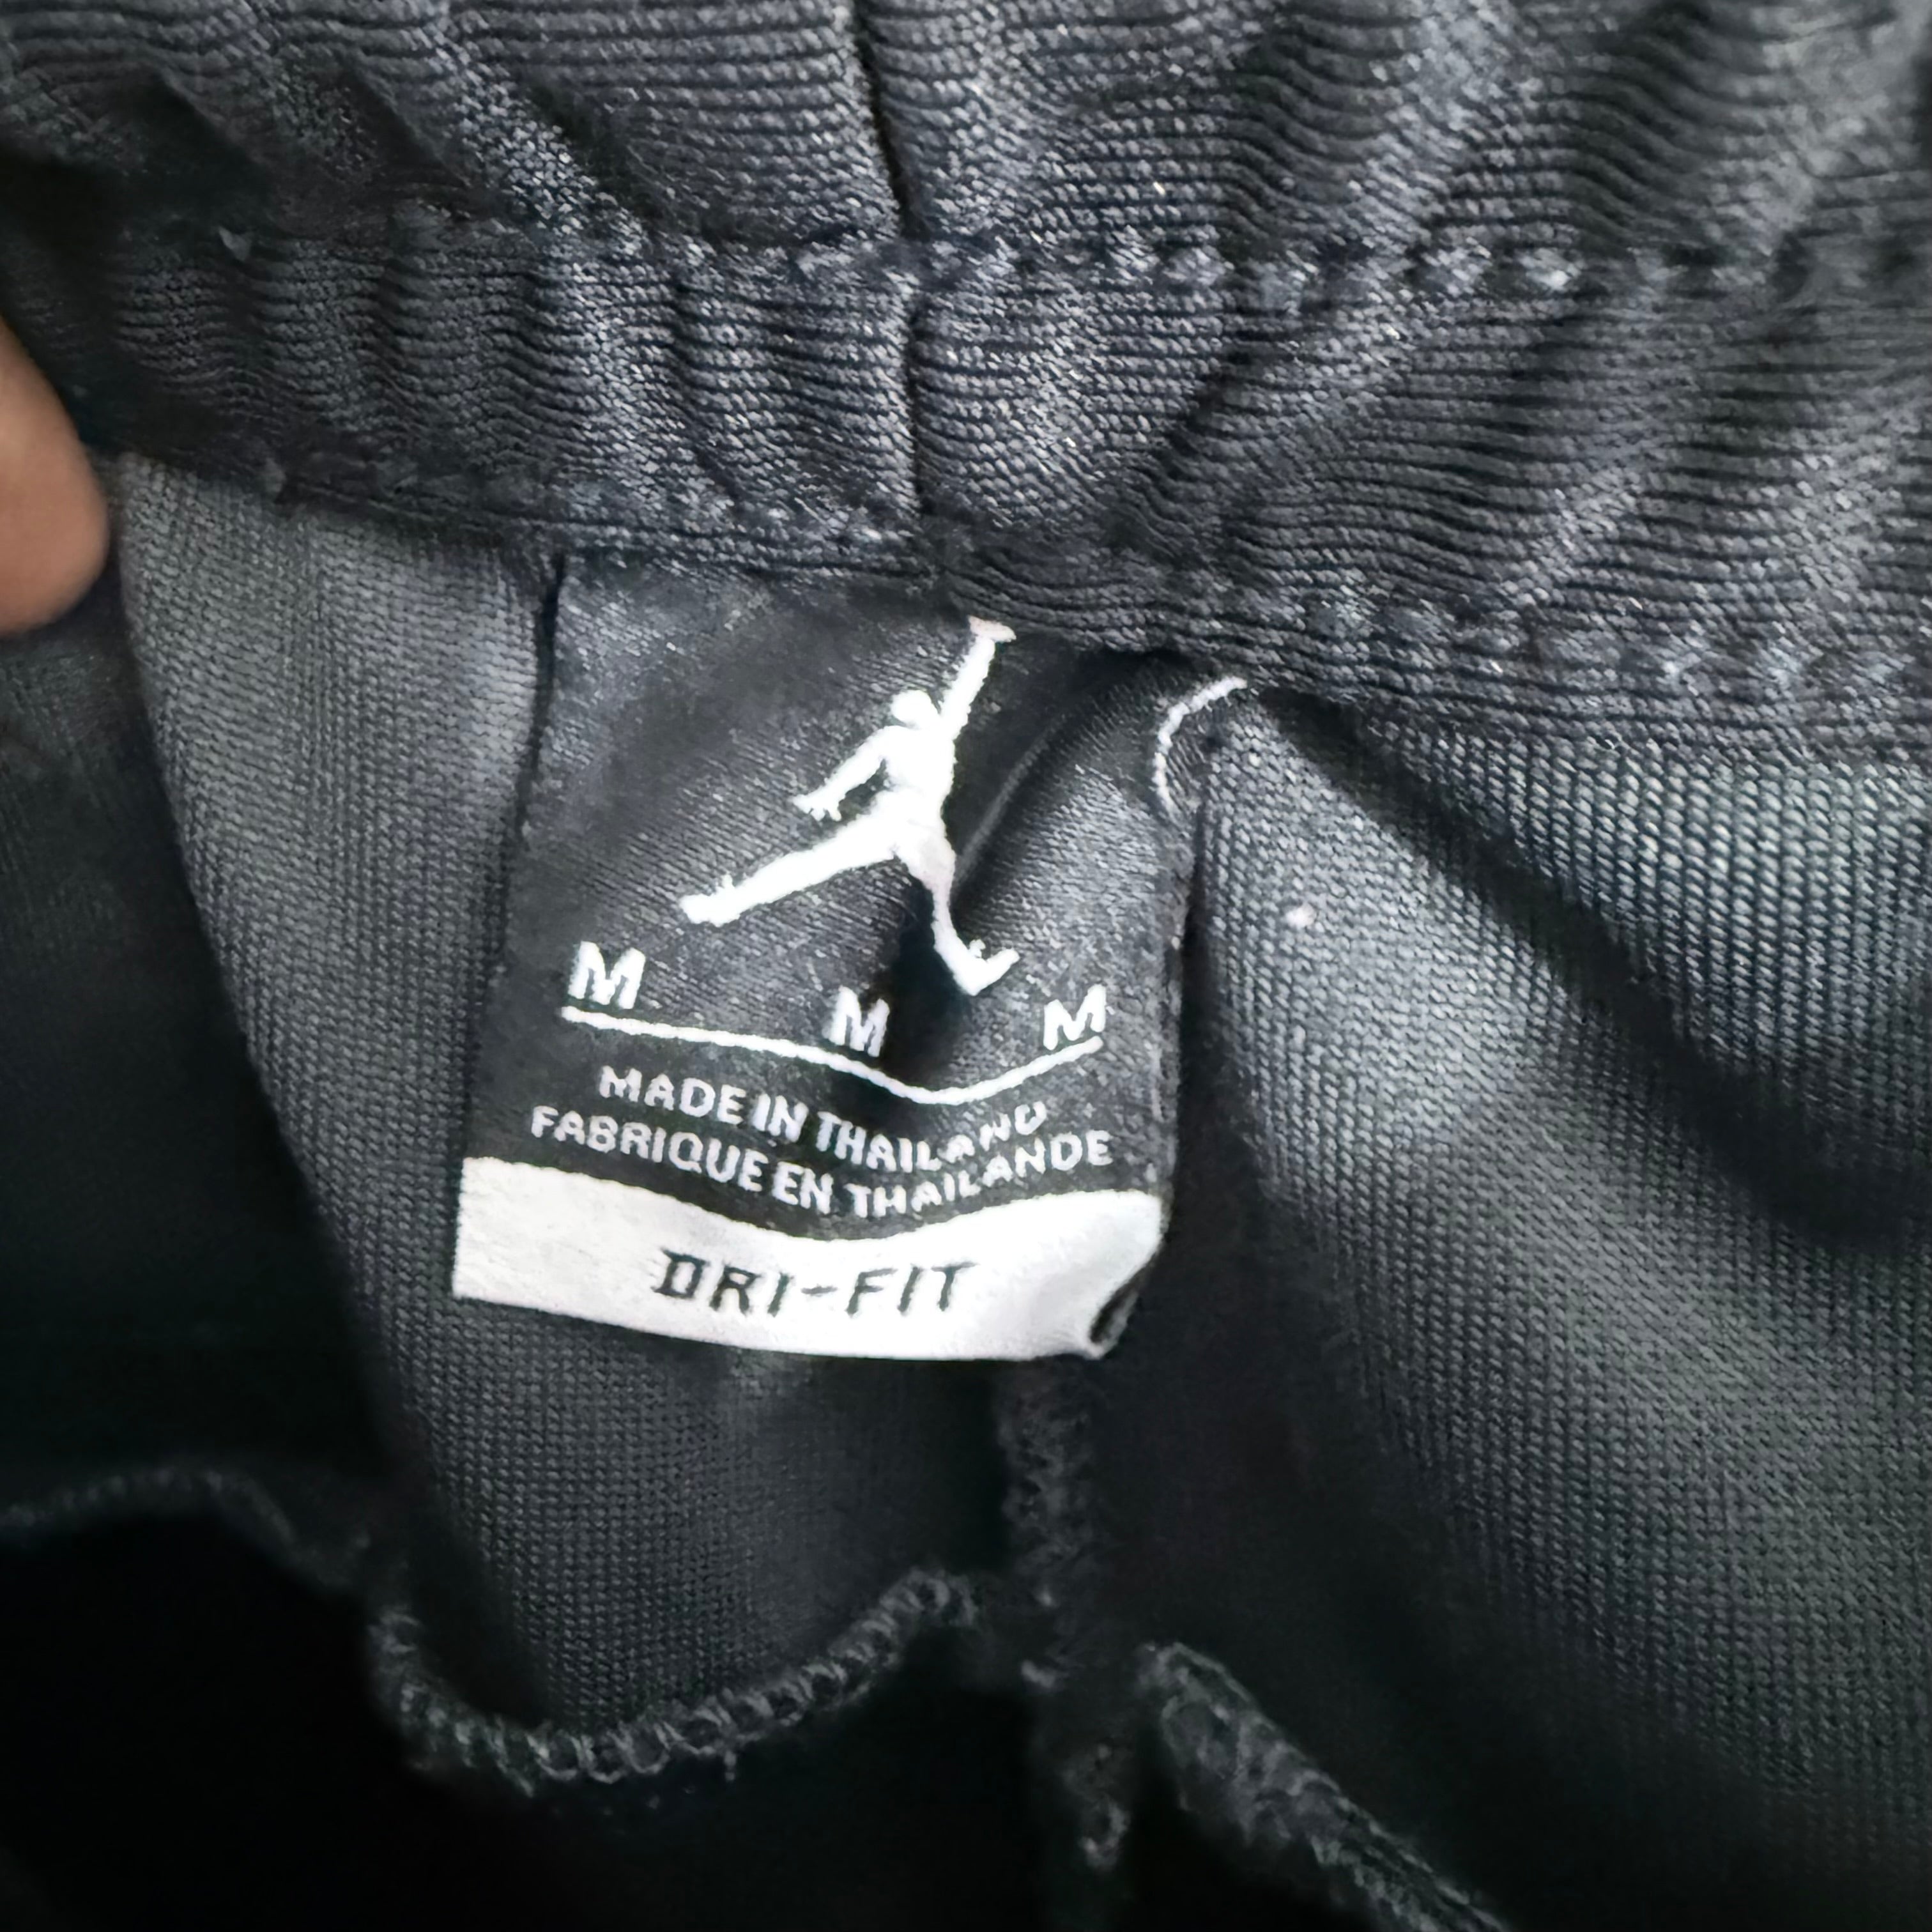 M M M
MADE IN THAILAND
FABRIQUE EN THAILANDE
DRI-FIT